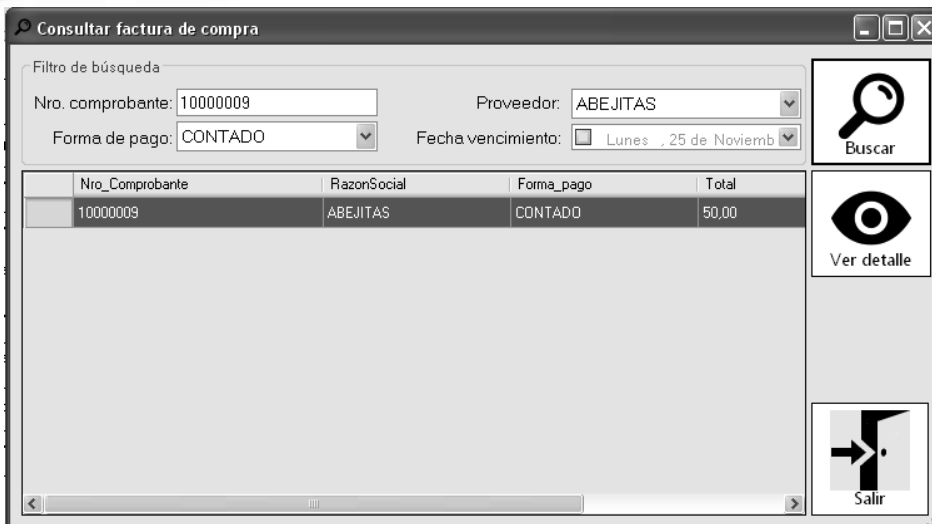 Consultar factura de compra
Filtro de búsqueda
Nro. comprobante: 10000009
Proveedor: ABEJITAS
Forma de pago: CONTADO
Fecha vencimiento: Lunes , 25 de Noviemb
Buscar
Nro_Comprobante RazonSocial Forma_pago Total
10000009 ABEJITAS CONTADO 50,00
Ver detalle
Salir